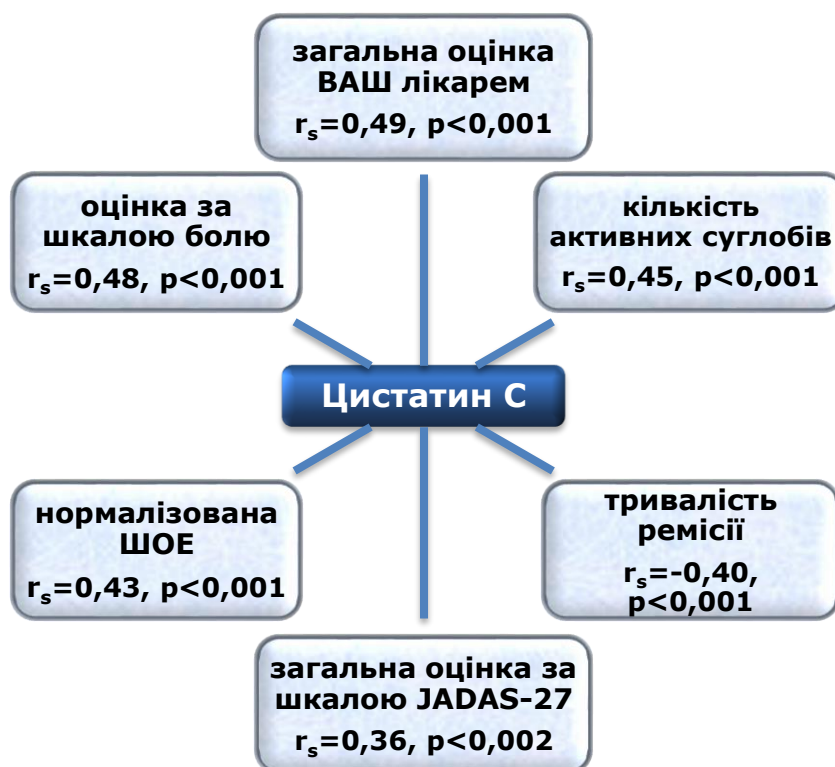 загальна оцінка
ВАШ лікарем
rs=0,49, p<0,001
оцінка за
шкалою болю
rs=0,48, p<0,001
кількість
активних суглобів
rs=0,45, p<0,001
Цистатин С
нормалізована
ШОЕ
rs=0,43, p<0,001
тривалість
ремісії
rs=-0,40,
p<0,001
загальна оцінка за
шкалою JADAS-27
rs=0,36, p<0,002